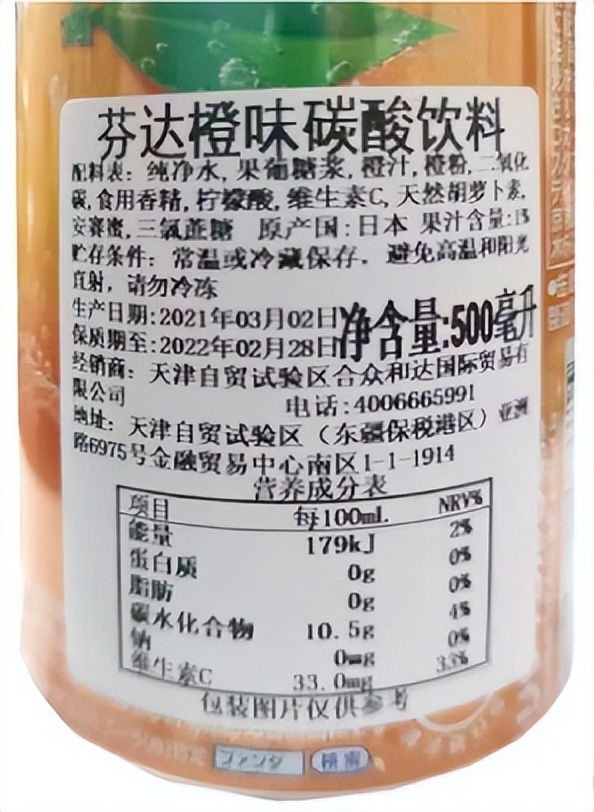 芬达橙味碳酸饮料
配料表: 纯净水, 果葡糖浆, 橙汁, 橙粉, 二氧化
碳, 食用香精, 柠檬酸, 维生素C, 天然胡萝卜素,
安赛蜜, 三氯蔗糖 原产国: 日本 果汁含量: 1%
贮存条件: 常温或冷藏保存, 避免高温和阳光
直射, 请勿冷冻
生产日期: 2021年03月02日
保质期至: 2022年02月28日
净含量: 500毫升
经销商: 天津自贸试验区合众和达国际贸易有
限公司 电话: 4006665991
地址: 天津自贸试验区 (东疆保税港区) 亚洲
路6975号金融贸易中心南区1-1-1914
营养成分表
项目 每100mL NRV%
能量 179kJ 2%
蛋白质 0g 0%
脂肪 0g 0%
碳水化合物 10.5g 4%
钠 0mg 0%
维生素C 33.0mg 33%
包装图片仅供参考
ファンタ 検索